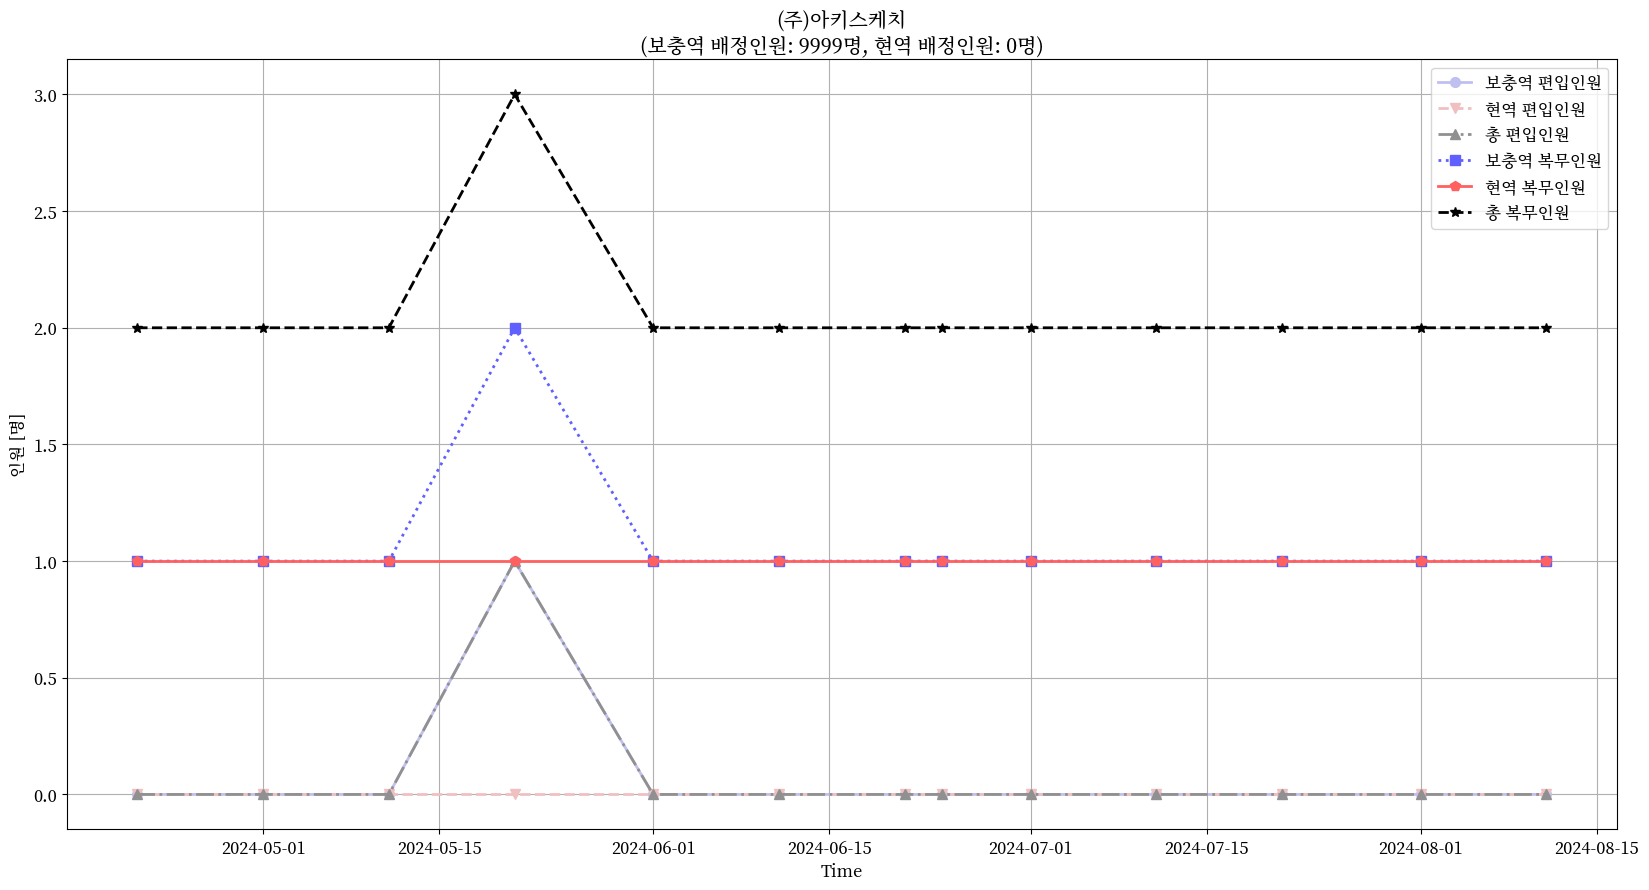 (주)아키스케치
(보충역 배정인원: 9999명, 현역 배정인원: 0명)
보충역 편입인원
현역 편입인원
총 편입인원
보충역 복무인원
현역 복무인원
총 복무인원
인원 [명]
3.0
2.5
2.0
1.5
1.0
0.5
0.0
2024-05-01
2024-05-15
2024-06-01
2024-06-15
2024-07-01
2024-07-15
2024-08-01
2024-08-15
Time